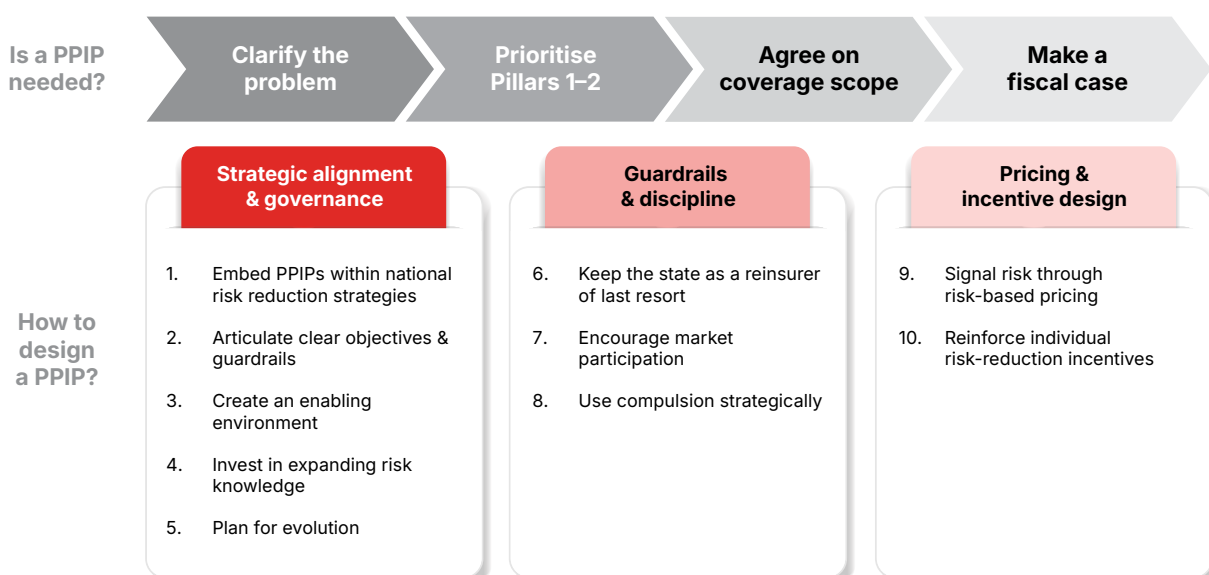 Is a PPIP
needed?
Clarify the
problem
Prioritise
Pillars 1–2
Agree on
coverage scope
Make a
fiscal case
How to
design
a PPIP?
Strategic alignment
& governance
1. Embed PPIPs within national
risk reduction strategies
2. Articulate clear objectives &
guardrails
3. Create an enabling
environment
4. Invest in expanding risk
knowledge
5. Plan for evolution
Guardrails
& discipline
6. Keep the state as a reinsurer
of last resort
7. Encourage market
participation
8. Use compulsion strategically
Pricing &
incentive design
9. Signal risk through
risk-based pricing
10. Reinforce individual
risk-reduction incentives